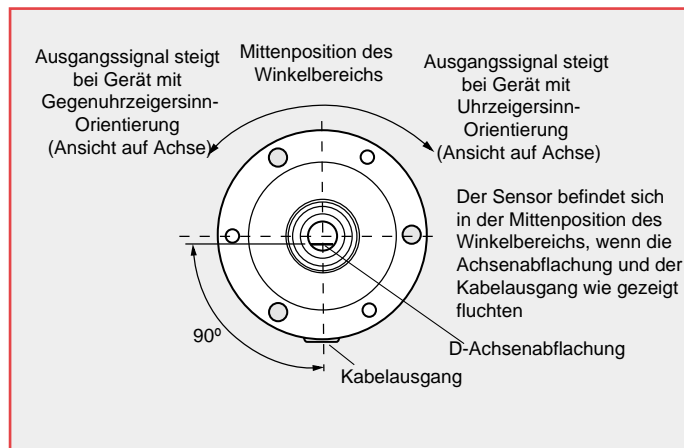 Ausgangssignal steigt
bei Gerät mit
Gegenuhrzeigersinn-
Orientierung
(Ansicht auf Achse)
Mittenposition des
Winkelbereichs
Ausgangssignal steigt
bei Gerät mit
Uhrzeigersinn-
Orientierung
(Ansicht auf Achse)
Der Sensor befindet sich
in der Mittenposition des
Winkelbereichs, wenn die
Achsenabflachung und der
Kabelausgang wie gezeigt
fluchten
90º
D-Achsenabflachung
Kabelausgang